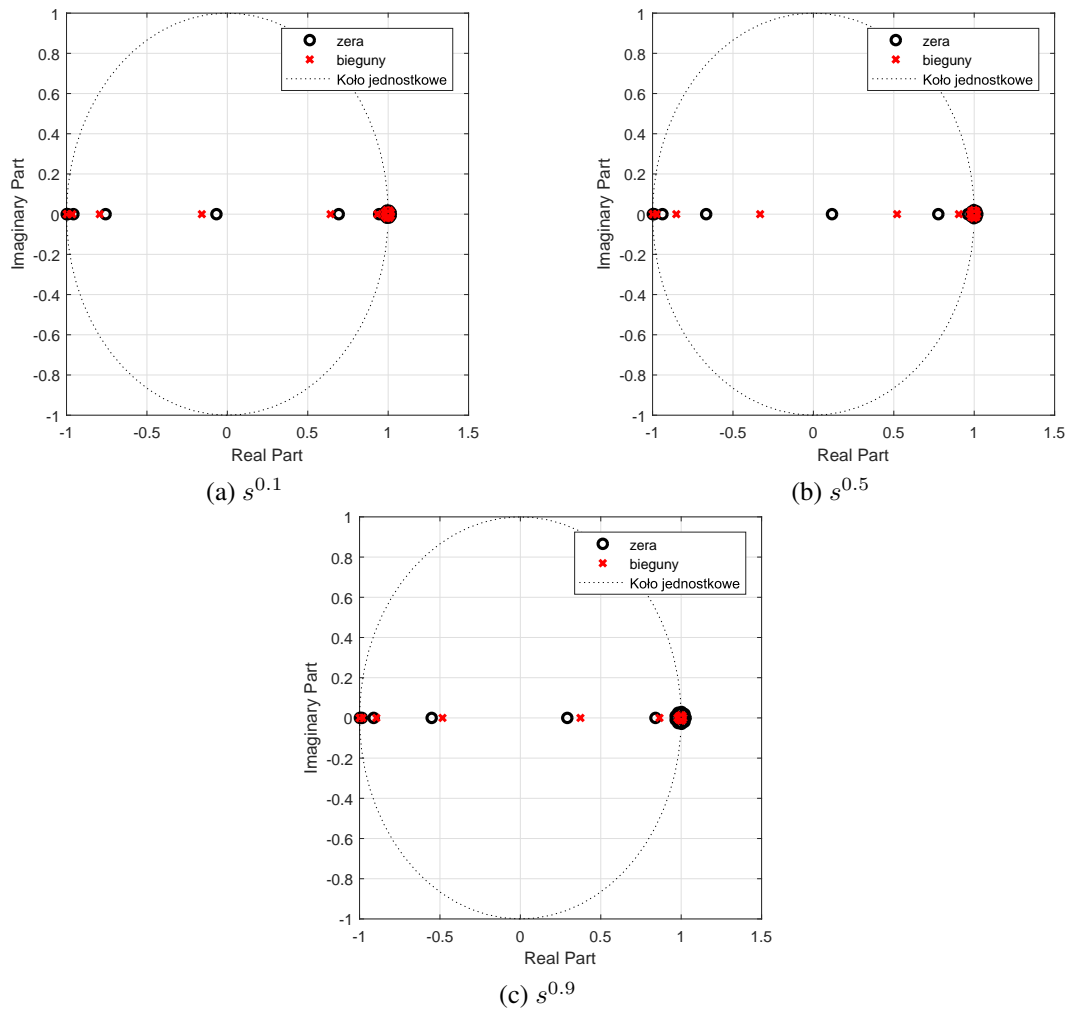 1
0.8
0.6
0.4
0.2
0
-0.2
-0.4
-0.6
-0.8
-1
-1
-0.5
0
0.5
1
1.5
Imaginary Part
Real Part
zera
bieguny
Koło jednostkowe
(a) s^0.1
1
0.8
0.6
0.4
0.2
0
-0.2
-0.4
-0.6
-0.8
-1
-1
-0.5
0
0.5
1
1.5
Imaginary Part
Real Part
zera
bieguny
Koło jednostkowe
(b) s^0.5
1
0.8
0.6
0.4
0.2
0
-0.2
-0.4
-0.6
-0.8
-1
-1
-0.5
0
0.5
1
1.5
Imaginary Part
Real Part
zera
bieguny
Koło jednostkowe
(c) s^0.9